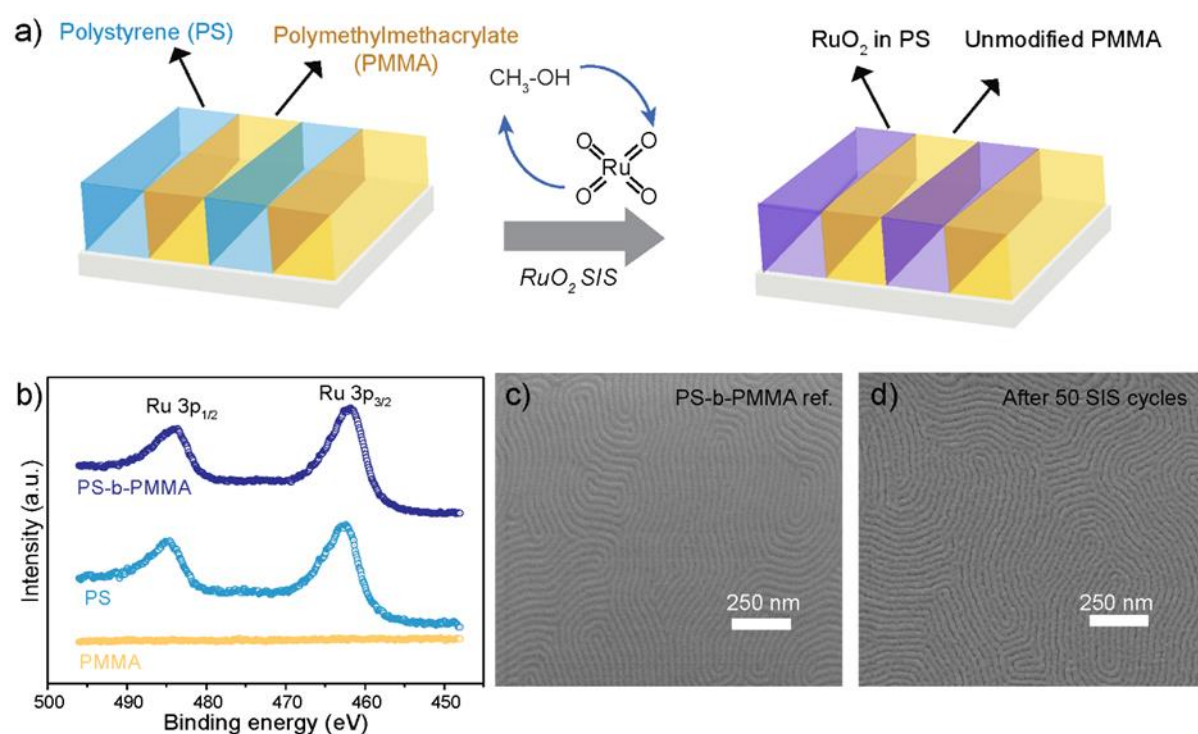 a)
Polystyrene (PS)
Polymethylmethacrylate
(PMMA)
CH₃-OH
O O
Ru
O O
RuO₂ SIS
RuO₂ in PS
Unmodified PMMA
b)
Ru 3p₁/₂
Ru 3p₃/₂
PS-b-PMMA
PS
PMMA
Intensity (a.u.)
500 490 480 470 460 450
Binding energy (eV)
c)
PS-b-PMMA ref.
250 nm
d)
After 50 SIS cycles
250 nm